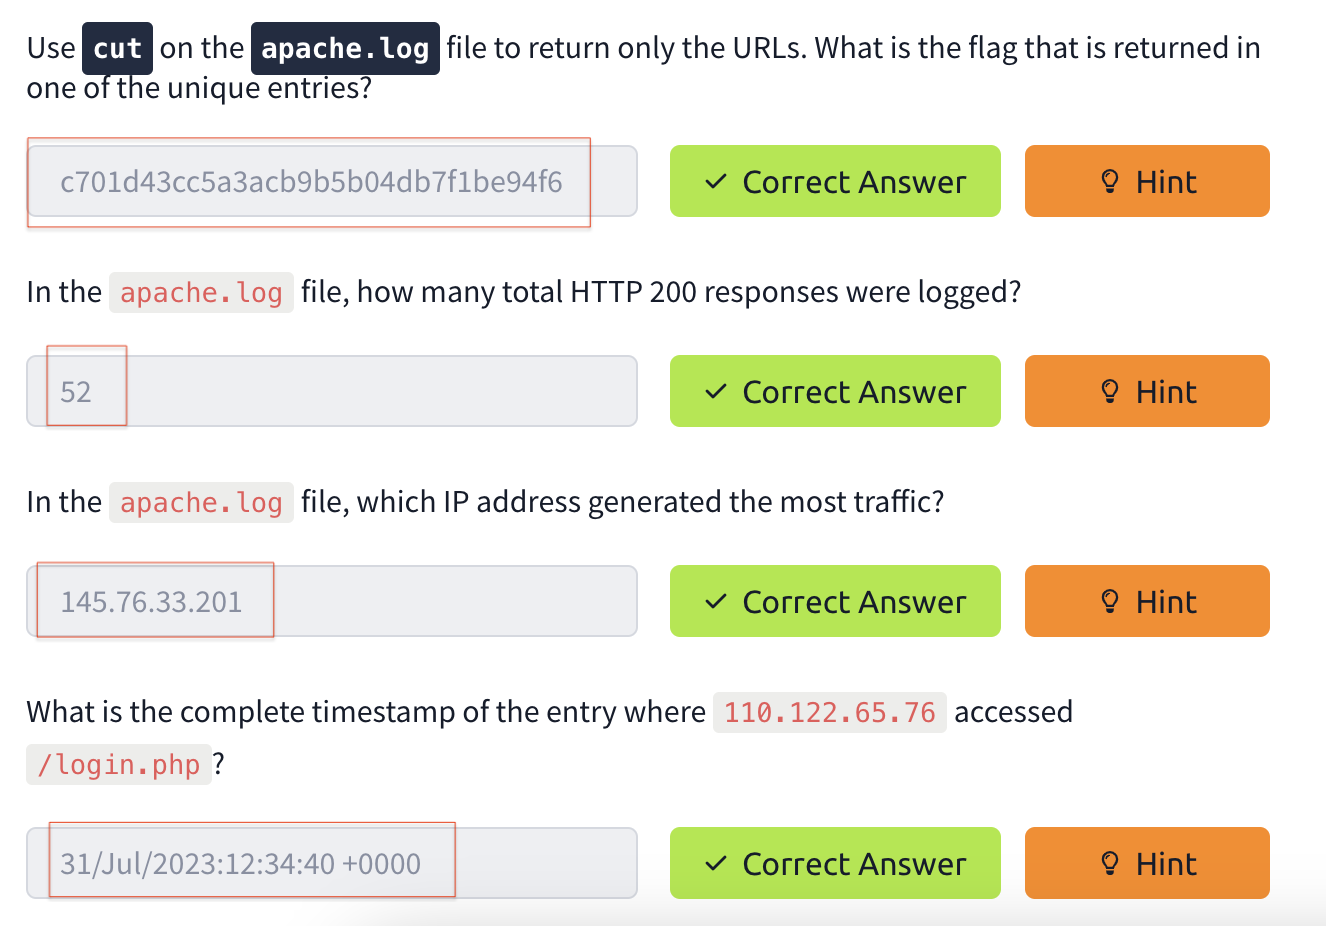 Use cut on the apache.log file to return only the URLs. What is the flag that is returned in
one of the unique entries?
c701d43cc5a3acb9b5b04db7f1be94f6
Correct Answer
Hint
In the apache.log file, how many total HTTP 200 responses were logged?
52
Correct Answer
Hint
In the apache.log file, which IP address generated the most traffic?
145.76.33.201
Correct Answer
Hint
What is the complete timestamp of the entry where 110.122.65.76 accessed
/login.php?
31/Jul/2023:12:34:40 +0000
Correct Answer
Hint